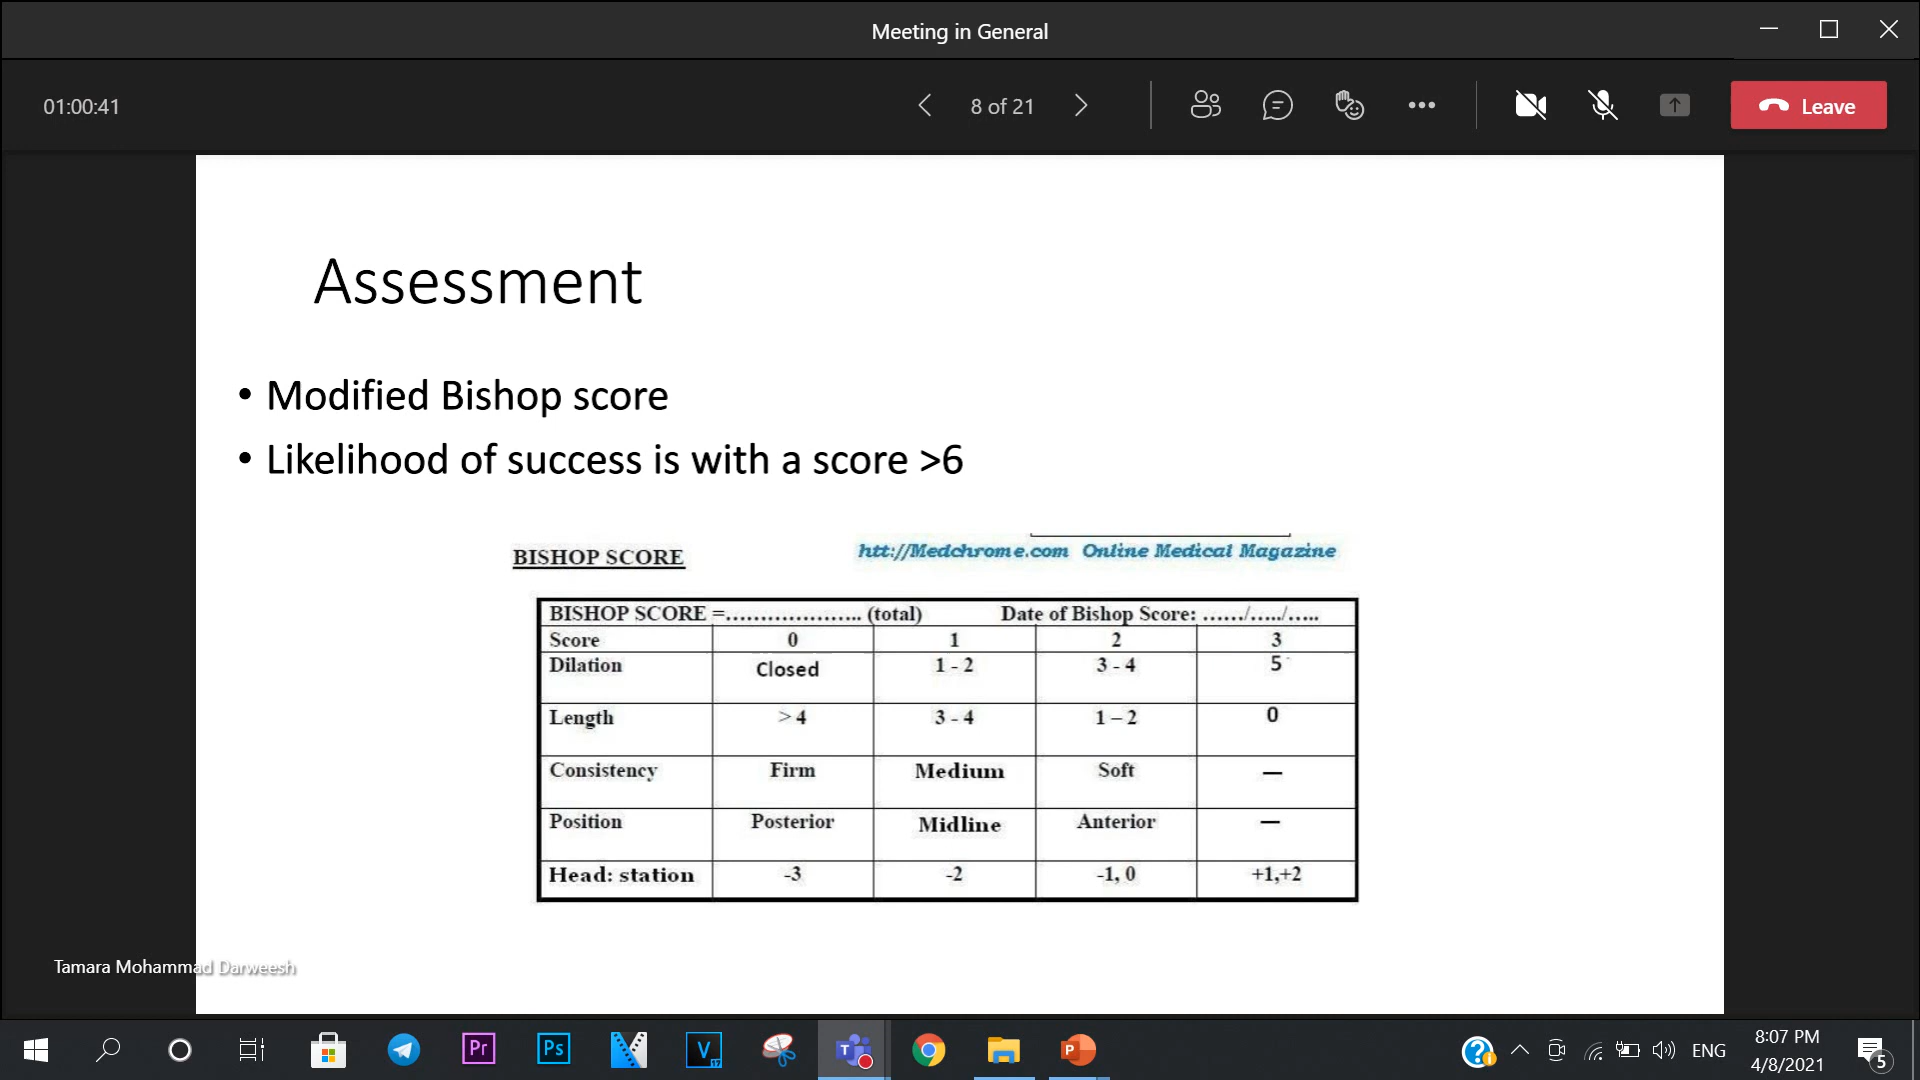 Meeting in General
01:00:41
8 of 21
Leave
Assessment
• Modified Bishop score
• Likelihood of success is with a score >6
BISHOP SCORE
htt://Medchrome.com Online Medical Magazine
BISHOP SCORE =................... (total) Date of Bishop Score: ....../...../.....
Score 0 1 2 3
Dilation Closed 1 - 2 3 - 4 5
Length > 4 3 - 4 1 – 2 0
Consistency Firm Medium Soft —
Position Posterior Midline Anterior —
Head: station -3 -2 -1, 0 +1,+2
Tamara Mohammad Darweesh
Pr
Ps
V
17
T
P
ENG
8:07 PM
4/8/2021
5